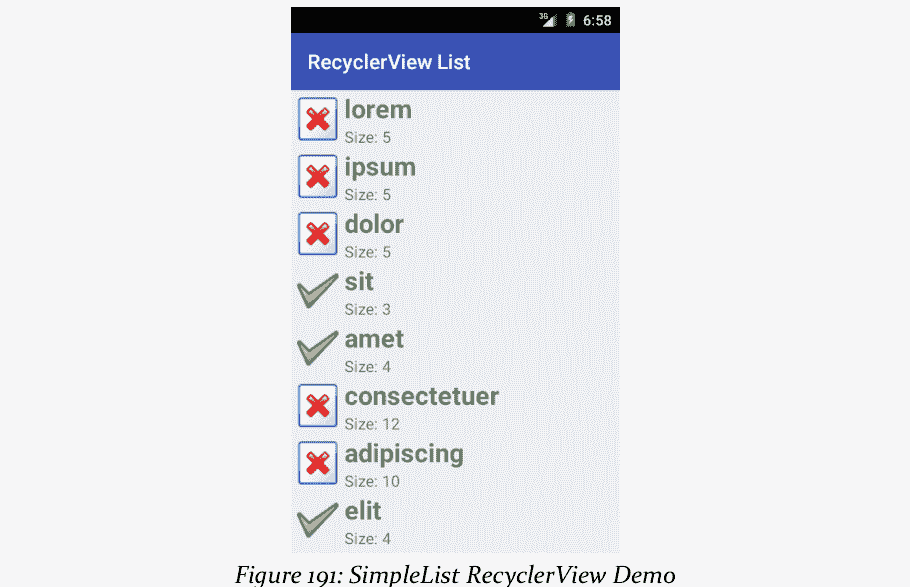 3G 6:58
RecyclerView List
lorem
Size: 5
ipsum
Size: 5
dolor
Size: 5
sit
Size: 3
amet
Size: 4
consectetuer
Size: 12
adipiscing
Size: 10
elit
Size: 4
Figure 191: SimpleList RecyclerView Demo